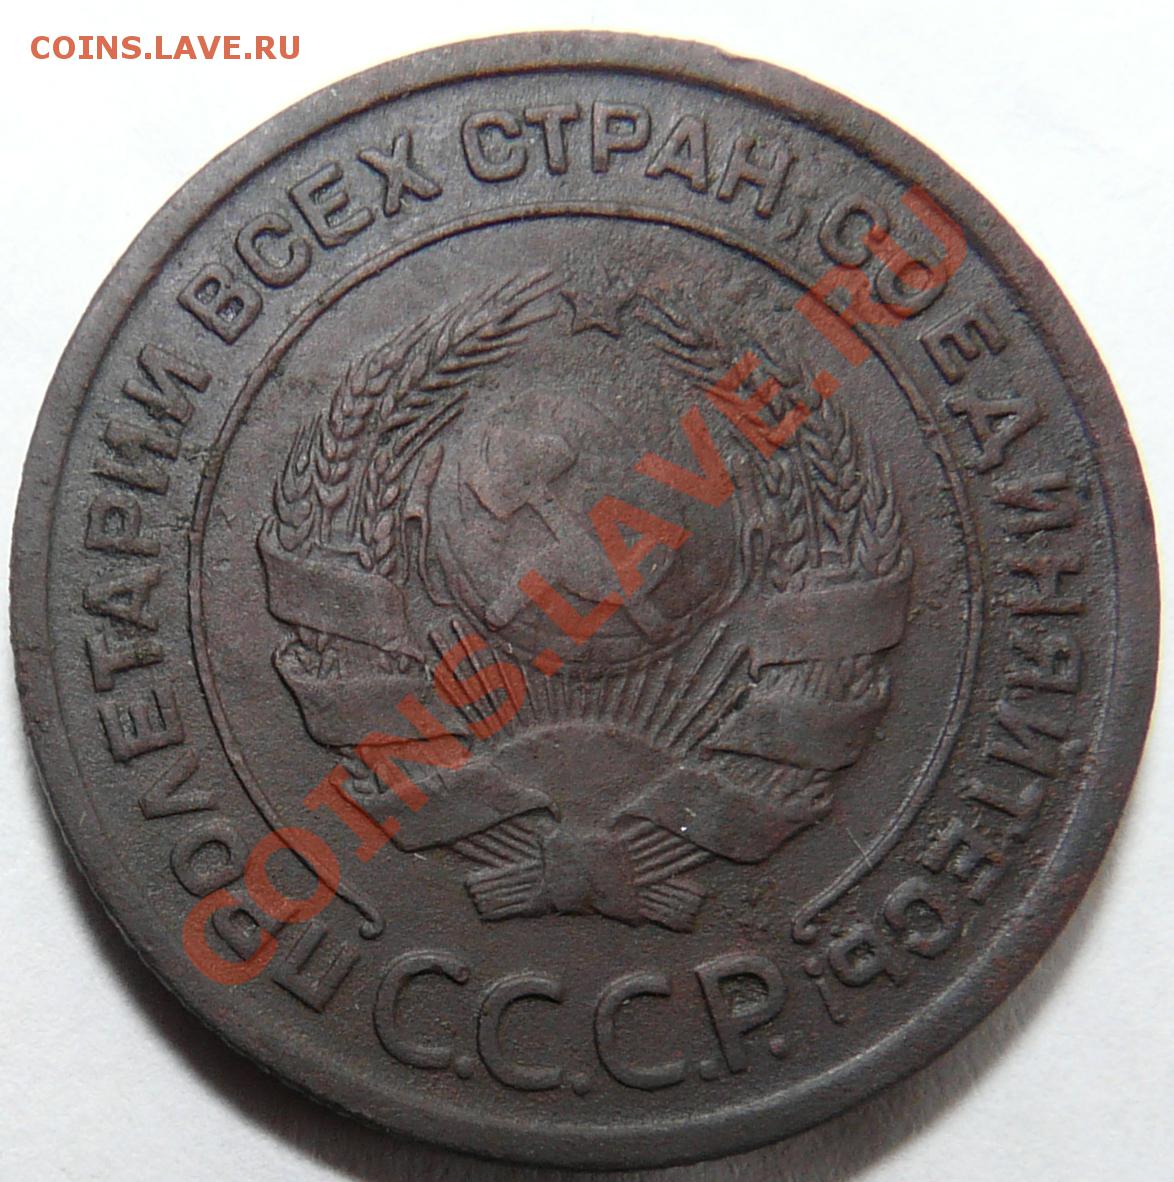 COINS.LAVE.RU
ПРОЛЕТАРИИ ВСЕХ СТРАН, СОЕДИНЯЙТЕСЬ!
С.С.С.Р.
COINS.LAVE.RU